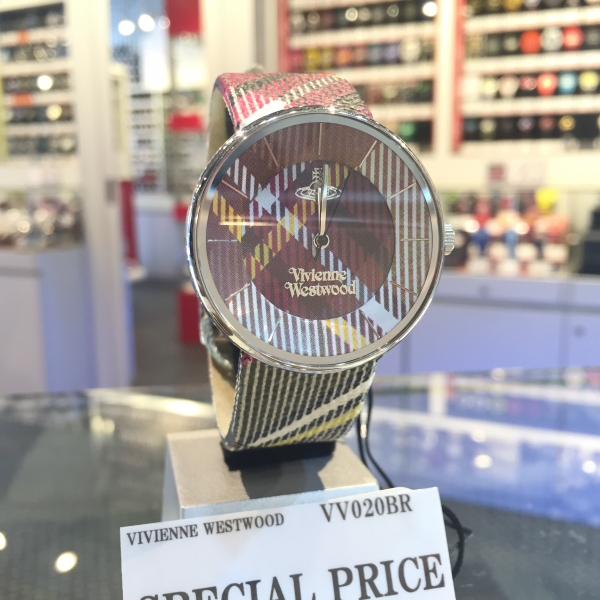 Vivienne
Westwood
VIVIENNE WESTWOOD VV020BR
SPECIAL PRICE